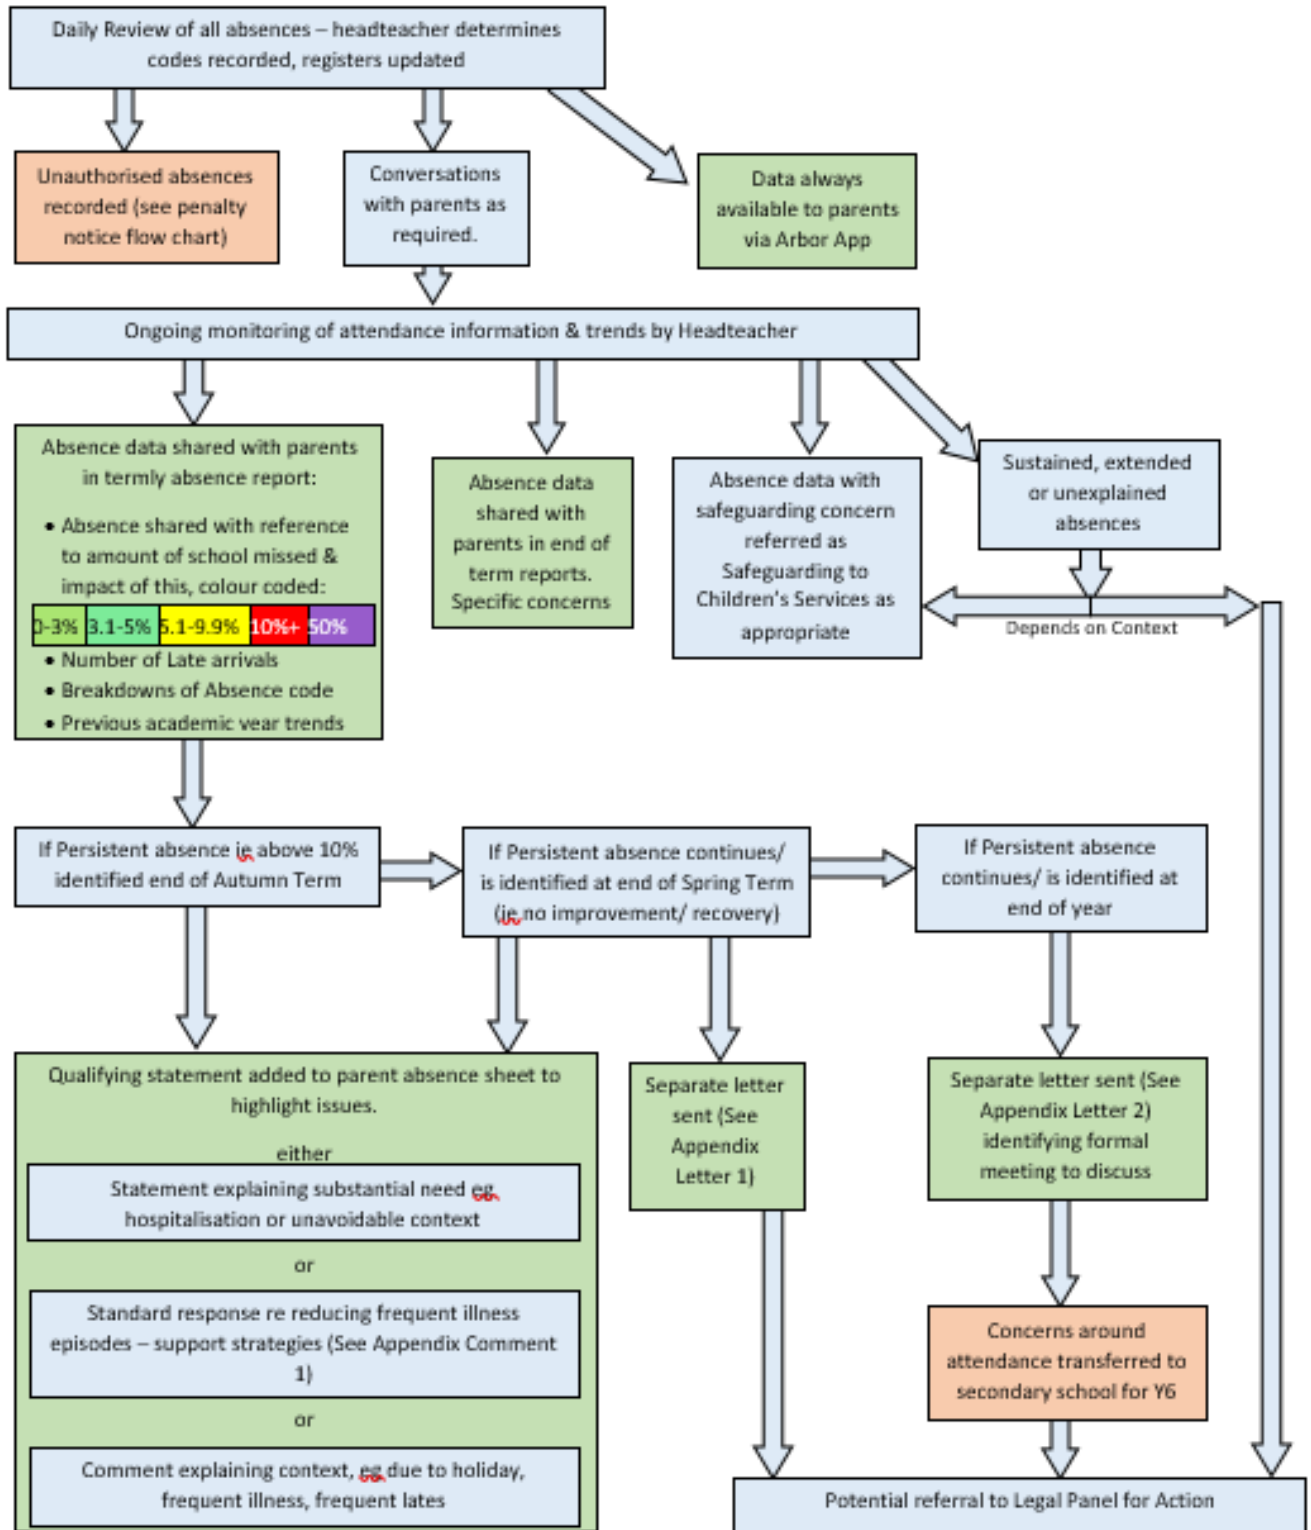 Daily Review of all absences – headteacher determines
codes recorded, registers updated
Unauthorised absences
recorded (see penalty
notice flow chart)
Conversations
with parents as
required.
Data always
available to parents
via Arbor App
Ongoing monitoring of attendance information & trends by Headteacher
Absence data shared with parents
in termly absence report:
• Absence shared with reference
to amount of school missed &
impact of this, colour coded:
0-3% 3.1-5% 5.1-9.9% 10%+ 50%
• Number of Late arrivals
• Breakdowns of Absence code
• Previous academic year trends
Absence data
shared with
parents in end of
term reports.
Specific concerns
Absence data with
safeguarding concern
referred as
Safeguarding to
Children's Services as
appropriate
Sustained, extended
or unexplained
absences
Depends on Context
If Persistent absence ie above 10%
identified end of Autumn Term
If Persistent absence continues/
is identified at end of Spring Term
(ie no improvement/ recovery)
If Persistent absence
continues/ is identified at
end of year
Qualifying statement added to parent absence sheet to
highlight issues.
either
Statement explaining substantial need eg
hospitalisation or unavoidable context
or
Standard response re reducing frequent illness
episodes – support strategies (See Appendix Comment
1)
or
Comment explaining context, eg due to holiday,
frequent illness, frequent lates
Separate letter
sent (See
Appendix
Letter 1)
Separate letter sent (See
Appendix Letter 2)
identifying formal
meeting to discuss
Concerns around
attendance transferred to
secondary school for Y6
Potential referral to Legal Panel for Action